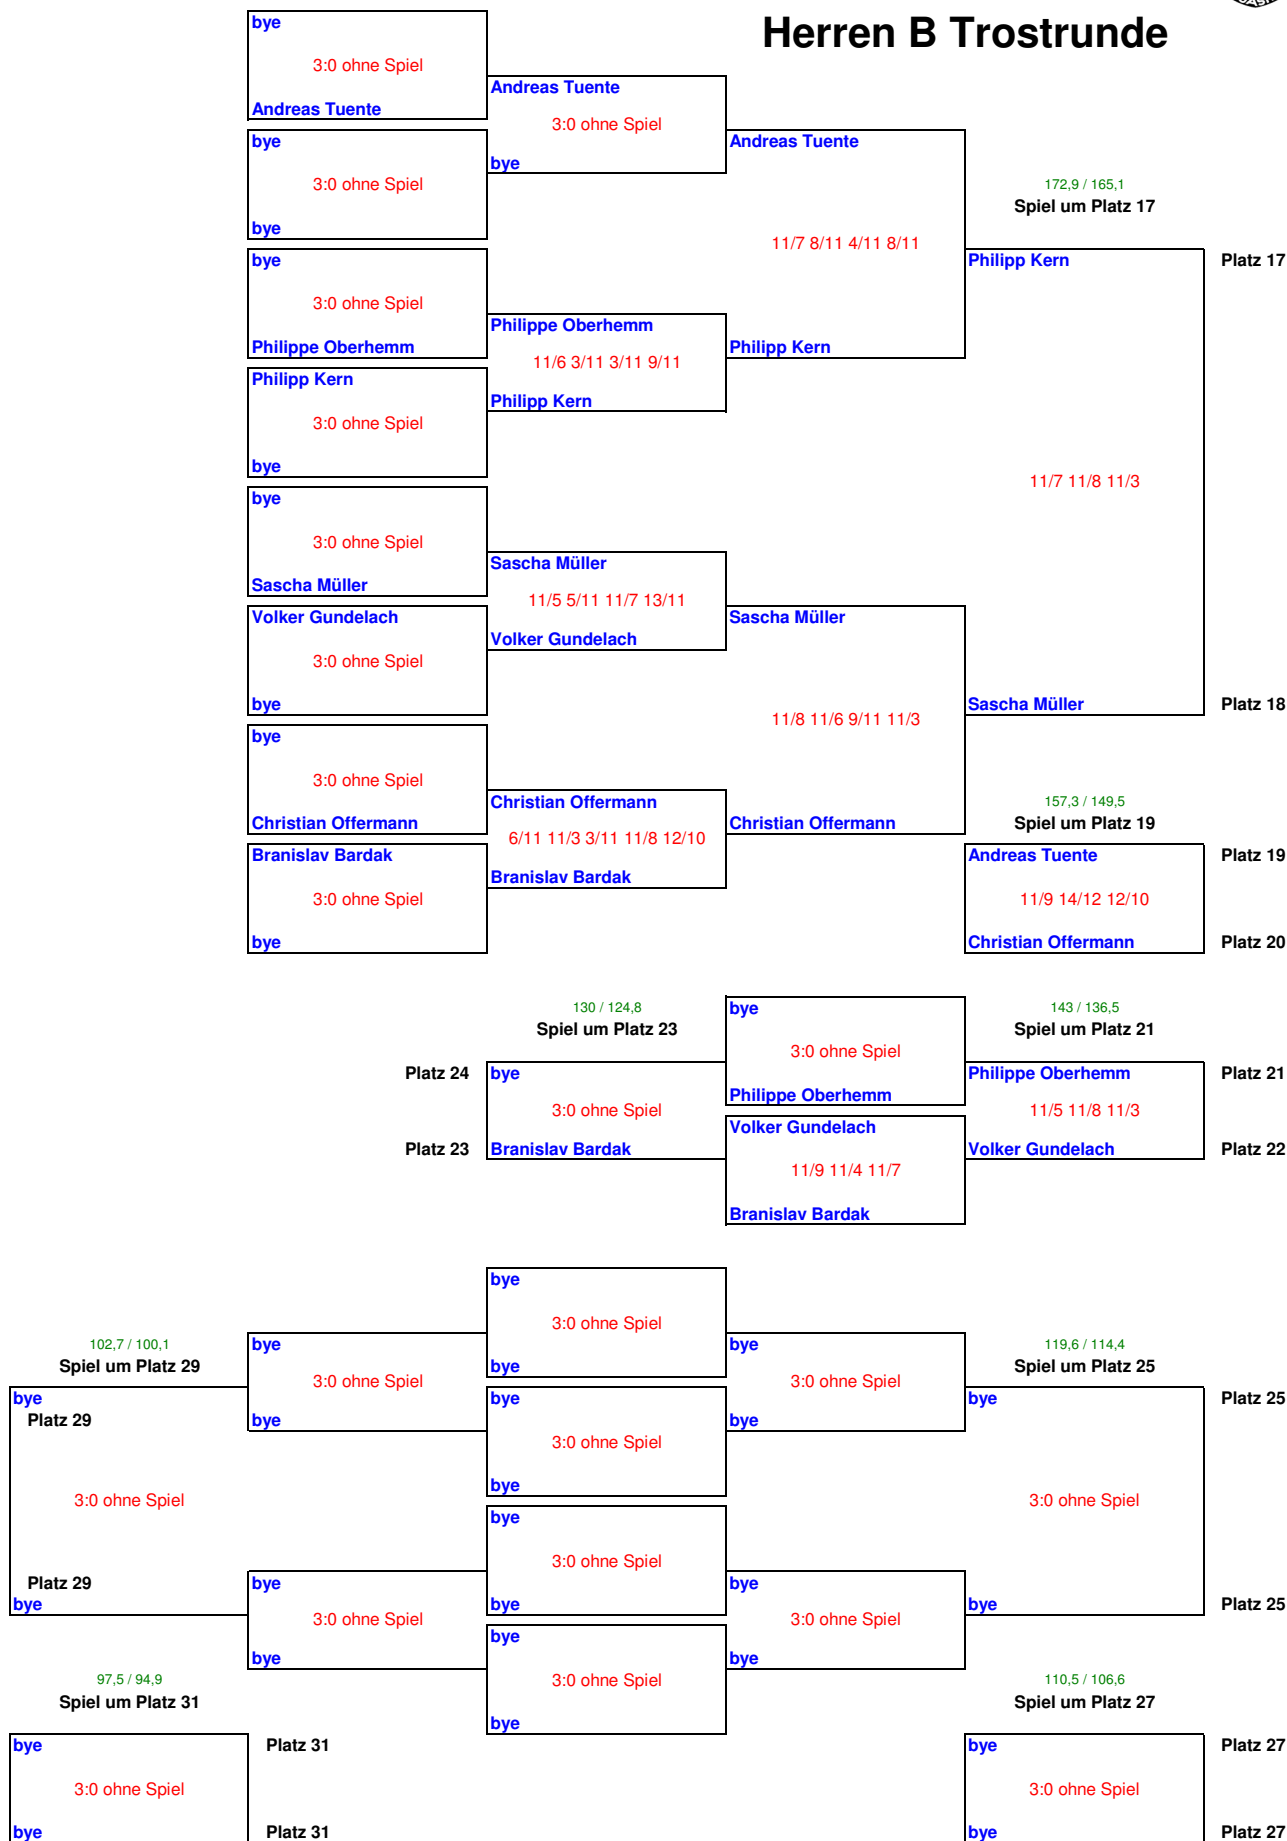 Herren B Trostrunde
bye
3:0 ohne Spiel
Andreas Tuente
bye
3:0 ohne Spiel
bye
bye
3:0 ohne Spiel
Philippe Oberhemm
Philipp Kern
3:0 ohne Spiel
bye
bye
3:0 ohne Spiel
Sascha Müller
Volker Gundelach
3:0 ohne Spiel
bye
bye
3:0 ohne Spiel
Christian Offermann
Branislav Bardak
3:0 ohne Spiel
bye
Andreas Tuente
3:0 ohne Spiel
bye
Philippe Oberhemm
11/6 3/11 3/11 9/11
Philipp Kern
Sascha Müller
11/5 5/11 11/7 13/11
Volker Gundelach
Christian Offermann
6/11 11/3 3/11 11/8 12/10
Branislav Bardak
Andreas Tuente
11/7 8/11 4/11 8/11
Philipp Kern
Sascha Müller
11/8 11/6 9/11 11/3
Christian Offermann
172,9 / 165,1
Spiel um Platz 17
Philipp Kern
Platz 17
11/7 11/8 11/3
Sascha Müller
Platz 18
157,3 / 149,5
Spiel um Platz 19
Andreas Tuente
Platz 19
11/9 14/12 12/10
Christian Offermann
Platz 20
130 / 124,8
Spiel um Platz 23
Platz 24
bye
3:0 ohne Spiel
Platz 23
Branislav Bardak
bye
3:0 ohne Spiel
Philippe Oberhemm
Volker Gundelach
11/9 11/4 11/7
Branislav Bardak
143 / 136,5
Spiel um Platz 21
Philippe Oberhemm
Platz 21
11/5 11/8 11/3
Volker Gundelach
Platz 22
102,7 / 100,1
Spiel um Platz 29
bye
Platz 29
3:0 ohne Spiel
Platz 29
bye
97,5 / 94,9
Spiel um Platz 31
bye
Platz 31
3:0 ohne Spiel
bye
Platz 31
bye
3:0 ohne Spiel
bye
bye
3:0 ohne Spiel
bye
bye
3:0 ohne Spiel
bye
bye
3:0 ohne Spiel
bye
bye
3:0 ohne Spiel
bye
bye
3:0 ohne Spiel
bye
bye
3:0 ohne Spiel
bye
bye
3:0 ohne Spiel
bye
119,6 / 114,4
Spiel um Platz 25
bye
Platz 25
3:0 ohne Spiel
bye
Platz 25
110,5 / 106,6
Spiel um Platz 27
bye
Platz 27
3:0 ohne Spiel
bye
Platz 27